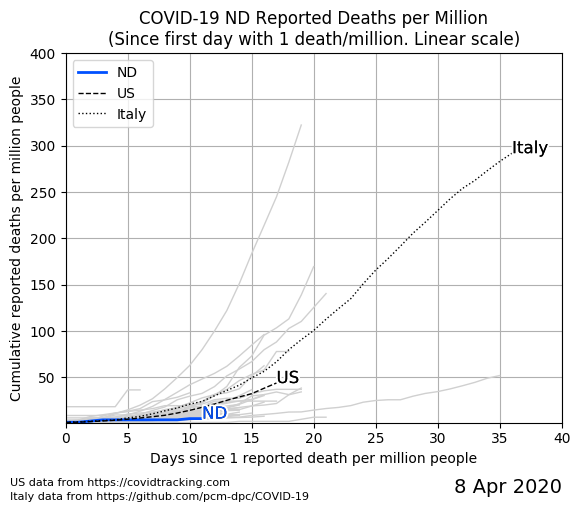 COVID-19 ND Reported Deaths per Million
(Since first day with 1 death/million. Linear scale)
Cumulative reported deaths per million people
400
350
300
250
200
150
100
50
ND
US
Italy
Italy
US
ND
0
5
10
15
20
25
30
35
40
Days since 1 reported death per million people
US data from https://covidtracking.com
Italy data from https://github.com/pcm-dpc/COVID-19
8 Apr 2020